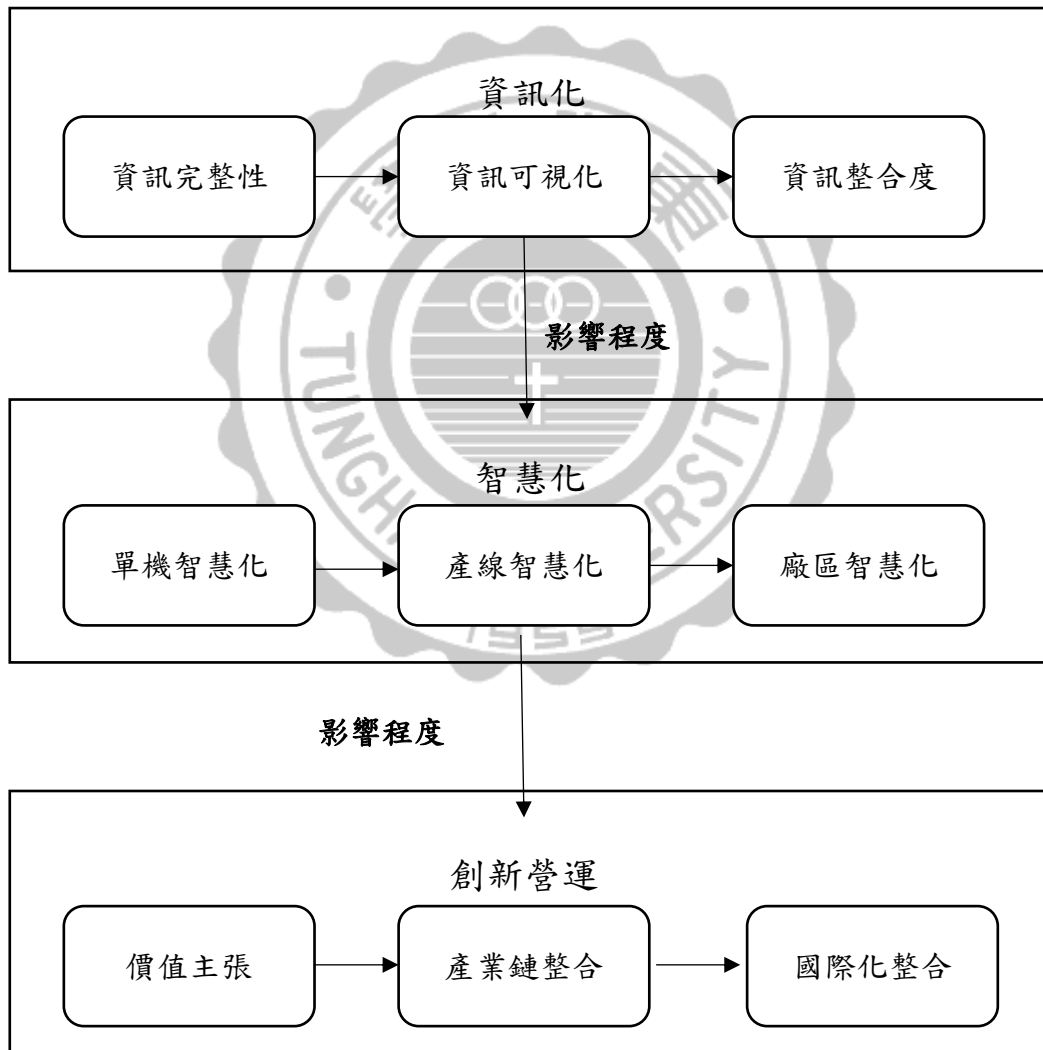 資訊化
資訊完整性 資訊可視化 資訊整合度
影響程度
智慧化
單機智慧化 產線智慧化 廠區智慧化
1955
影響程度
創新營運
價值主張 產業鏈整合 國際化整合